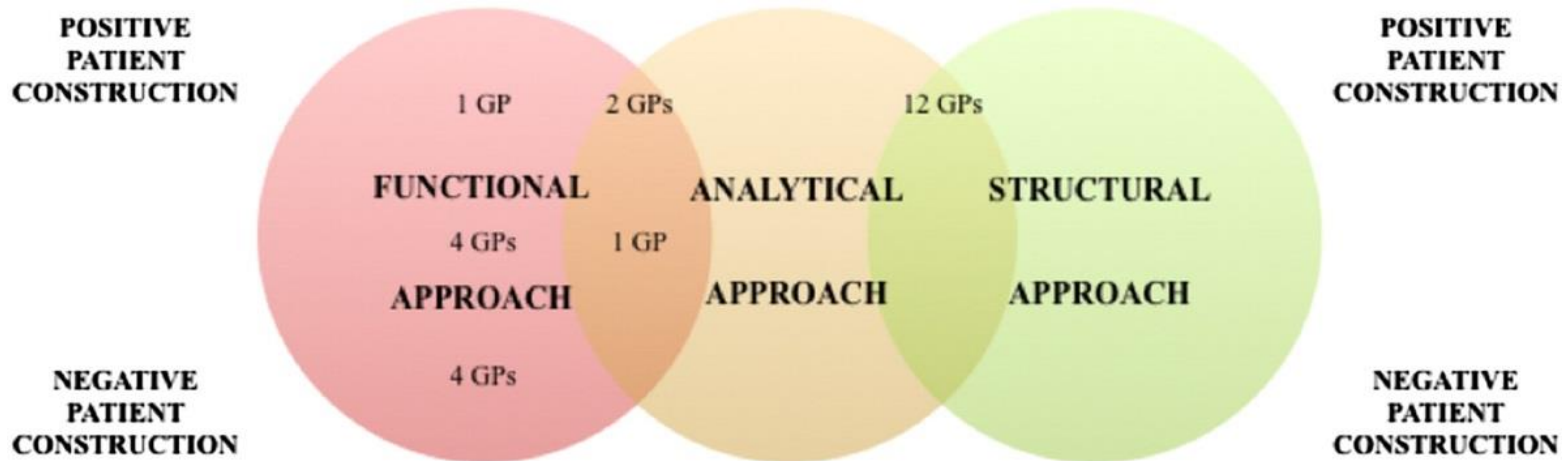 POSITIVE
PATIENT
CONSTRUCTION
POSITIVE
PATIENT
CONSTRUCTION
1 GP
2 GPs
12 GPs
FUNCTIONAL
ANALYTICAL
STRUCTURAL
4 GPs
1 GP
APPROACH
APPROACH
APPROACH
4 GPs
NEGATIVE
PATIENT
CONSTRUCTION
NEGATIVE
PATIENT
CONSTRUCTION